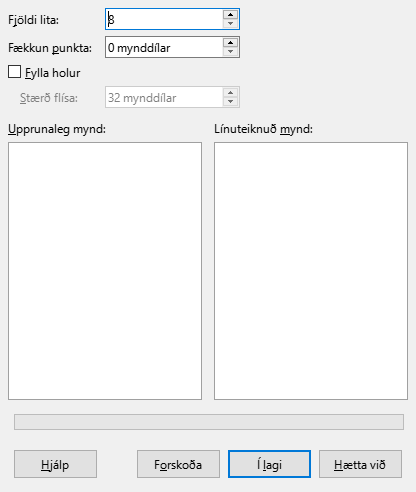 Fjöldi lita: 8
Fækkun punkta: 0 mynddílar
Fylla holur
Stærð flísa: 32 mynddílar
Upprunaleg mynd: Línuteiknuð mynd:
Hjálp Forskoða Í lagi Hætta við